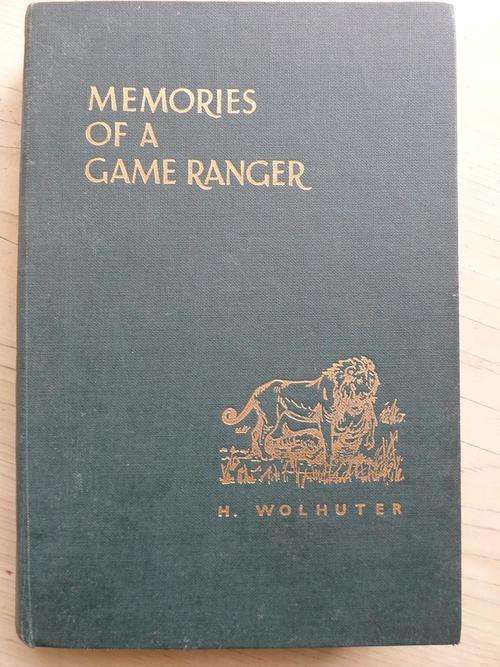 MEMORIES
OF A
GAME RANGER
H. WOLHUTER